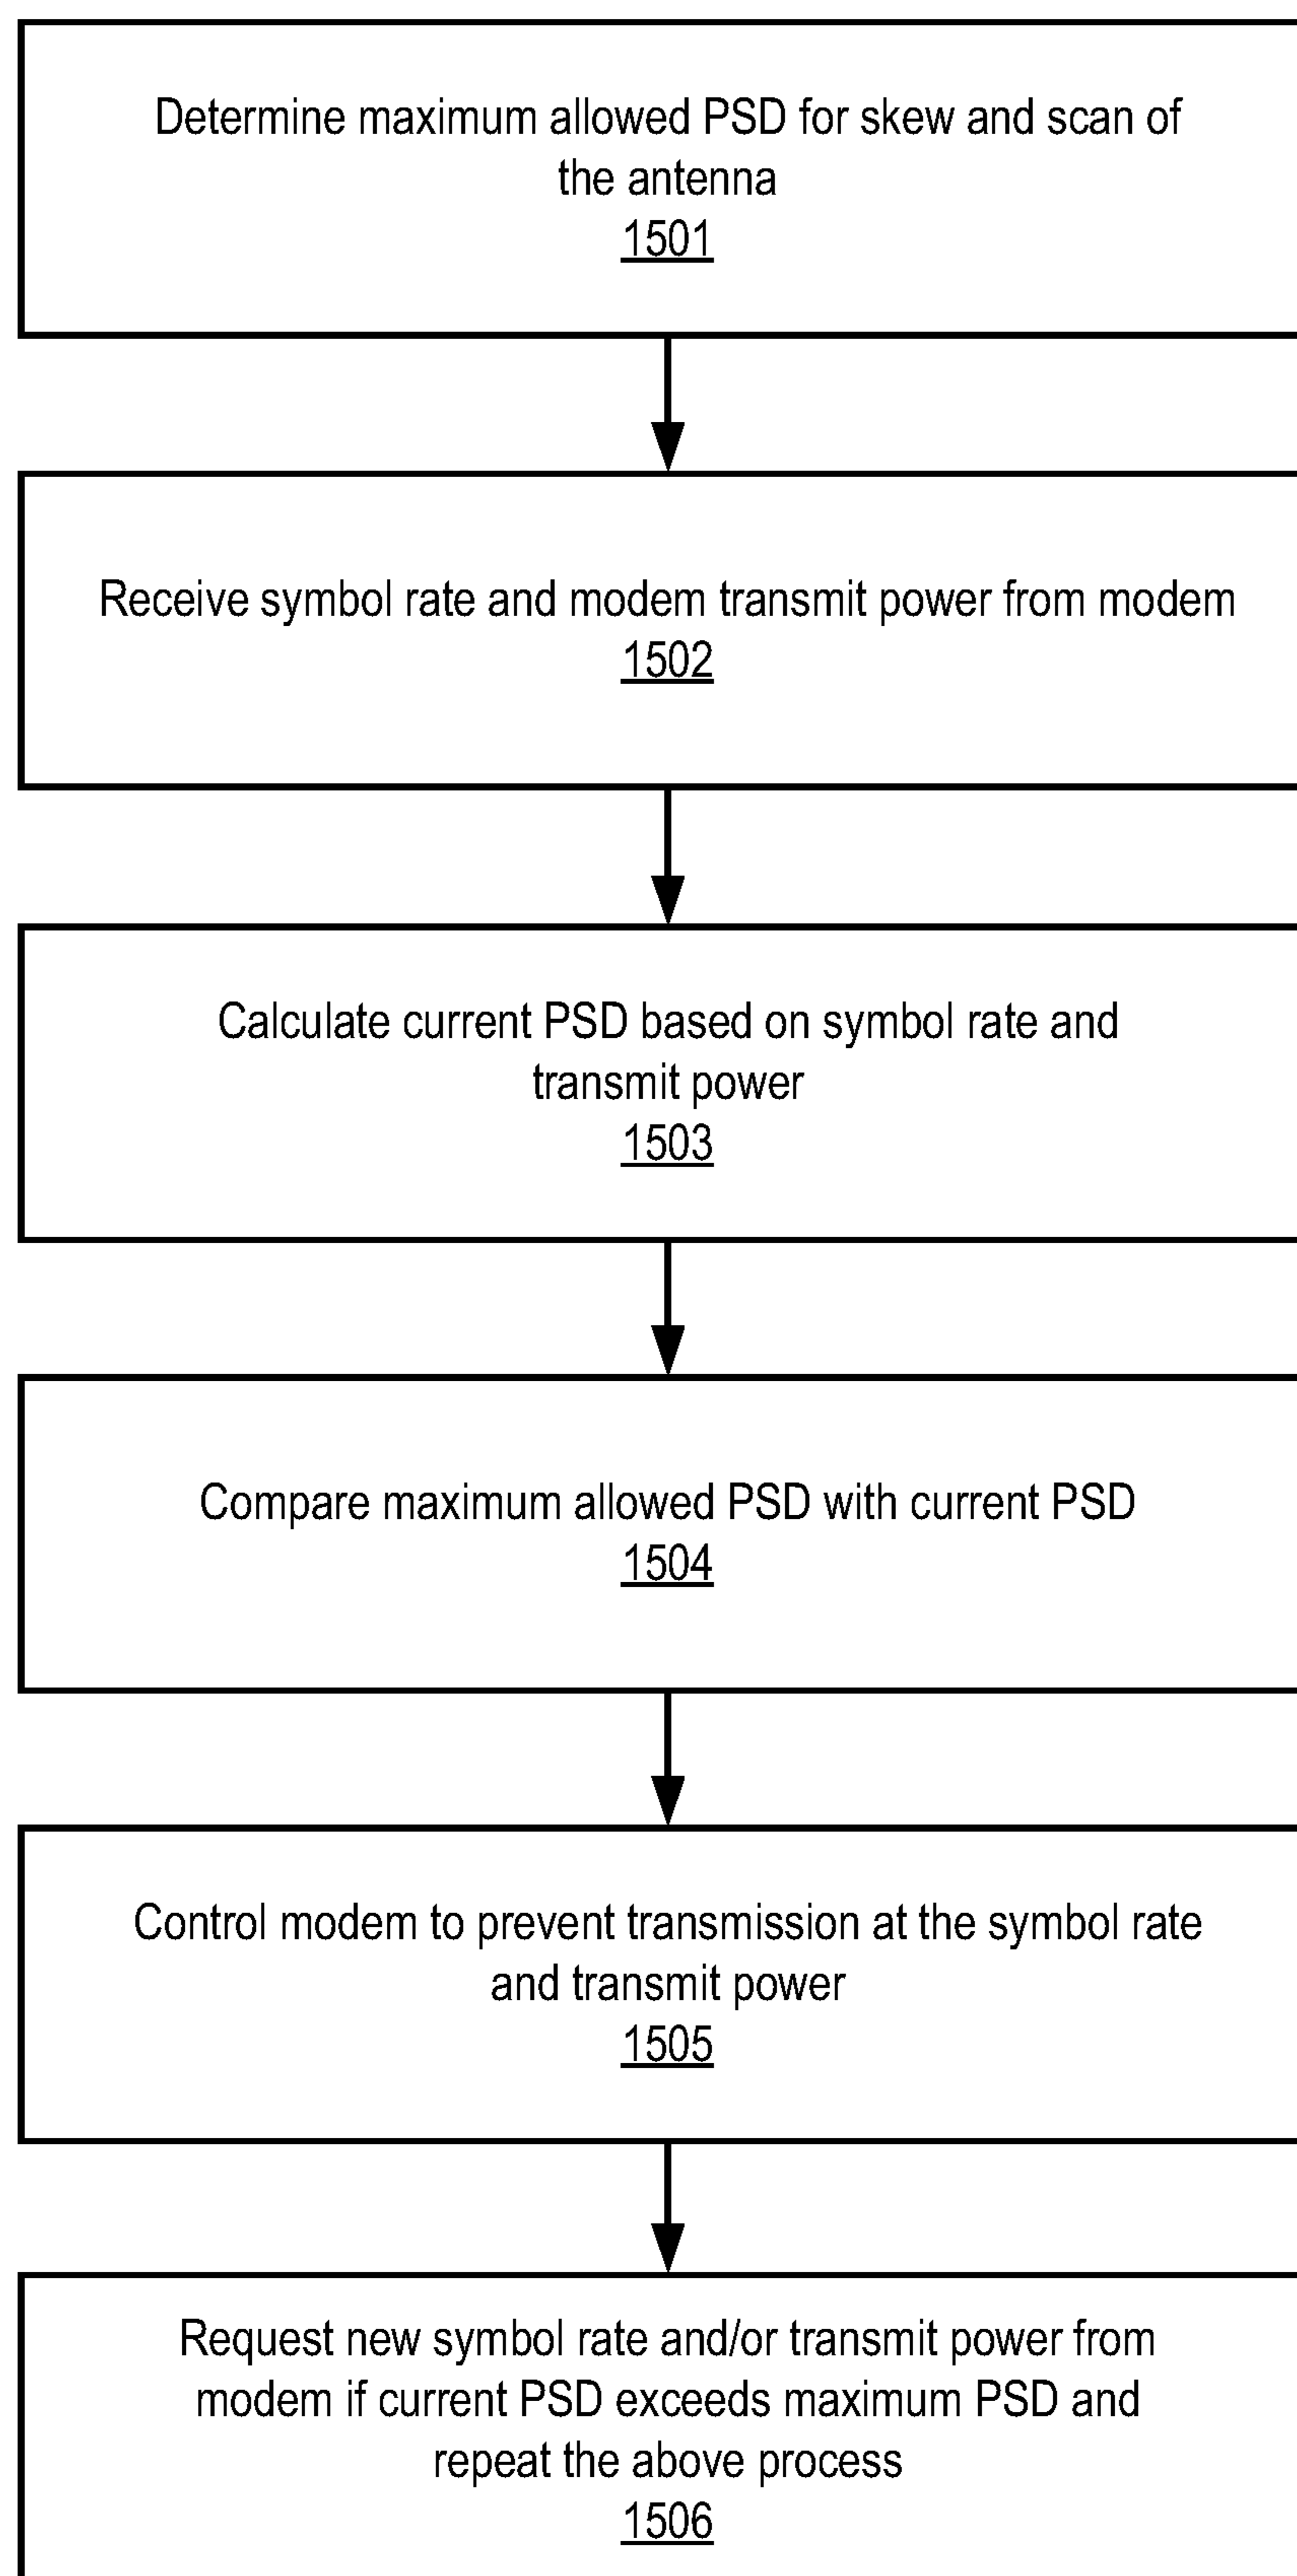 Determine maximum allowed PSD for skew and scan of
the antenna
1501
Receive symbol rate and modem transmit power from modem
1502
Calculate current PSD based on symbol rate and
transmit power
1503
Compare maximum allowed PSD with current PSD
1504
Control modem to prevent transmission at the symbol rate
and transmit power
1505
Request new symbol rate and/or transmit power from
modem if current PSD exceeds maximum PSD and
repeat the above process
1506